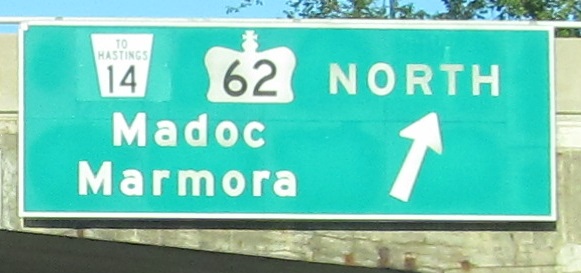 TO
HASTINGS
14
62
NORTH
Madoc
Marmora